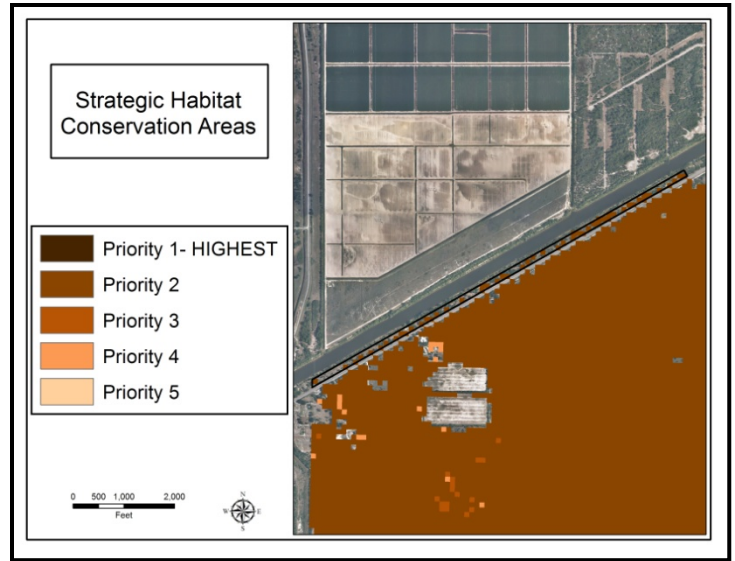 Strategic Habitat
Conservation Areas
Priority 1- HIGHEST
Priority 2
Priority 3
Priority 4
Priority 5
0 500 1,000 2,000
Feet
N
W E
S